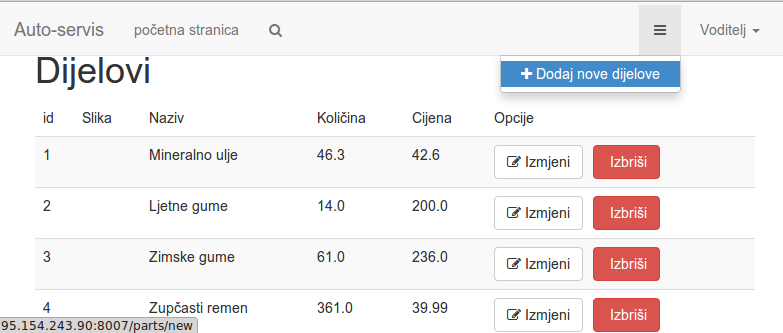 Auto-servis početna stranica Voditelj
Dijelovi
Dodaj nove dijelove
id Slika Naziv Količina Cijena Opcije
1 Mineralno ulje 46.3 42.6 Izmjeni Izbriši
2 Ljetne gume 14.0 200.0 Izmjeni Izbriši
3 Zimske gume 61.0 236.0 Izmjeni Izbriši
4 Zupčasti remen 361.0 39.99 Izmjeni Izbriši
95.154.243.90:8007/parts/new